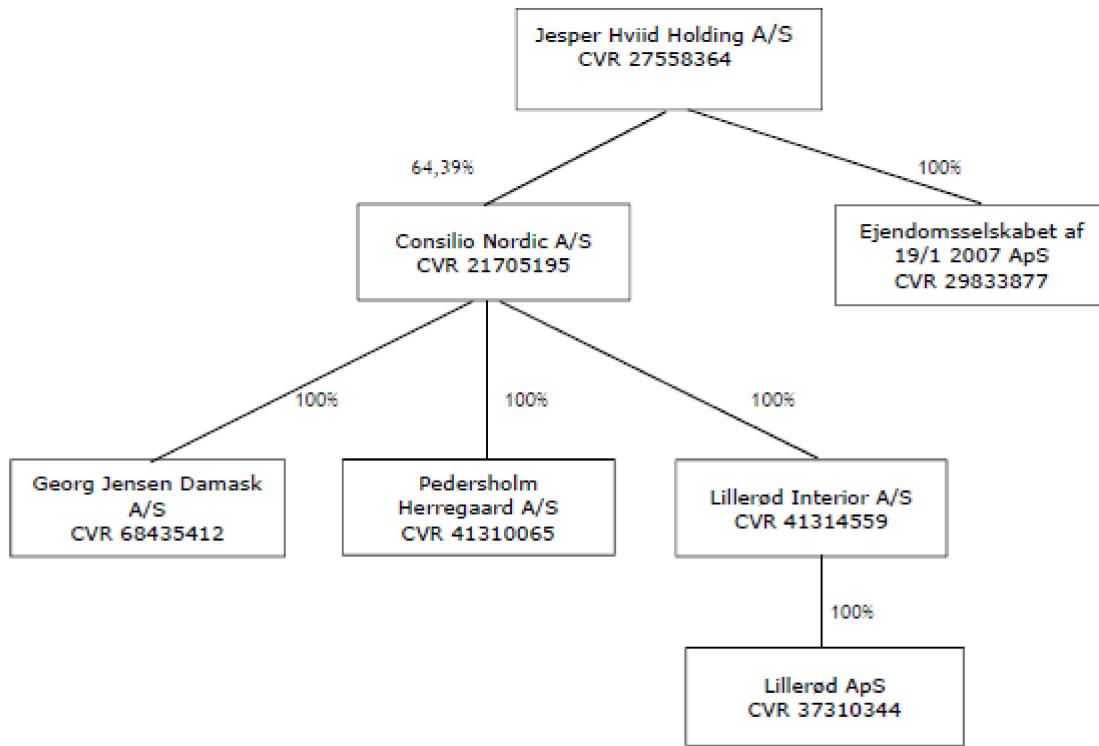 Jesper Hviid Holding A/S
CVR 27558364
64,39%
100%
Consilio Nordic A/S
CVR 21705195
Ejendomsselskabet af
19/1 2007 ApS
CVR 29833877
100%
100%
100%
Georg Jensen Damask
A/S
CVR 68435412
Pedersholm
Herregaard A/S
CVR 41310065
Lillerød Interior A/S
CVR 41314559
100%
Lillerød ApS
CVR 37310344